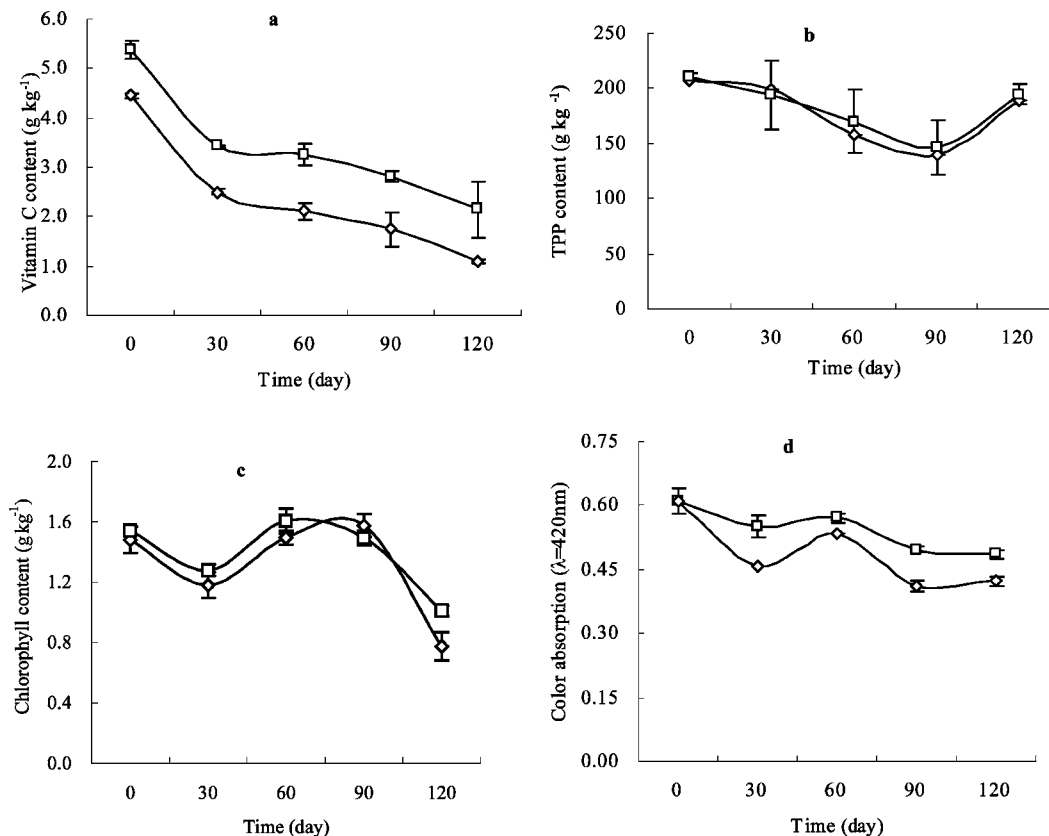 a
Vitamin C content (g kg-1)
6.0
5.0
4.0
3.0
2.0
1.0
0.0
0 30 60 90 120
Time (day)
b
TPP content (g kg -1)
250
200
150
100
50
0
0 30 60 90 120
Time (day)
c
Chlorophyll content (g kg-1)
2.0
1.6
1.2
0.8
0.4
0.0
0 30 60 90 120
Time (day)
d
Color absorption (λ=420nm)
0.75
0.60
0.45
0.30
0.15
0.00
0 30 60 90 120
Time (day)